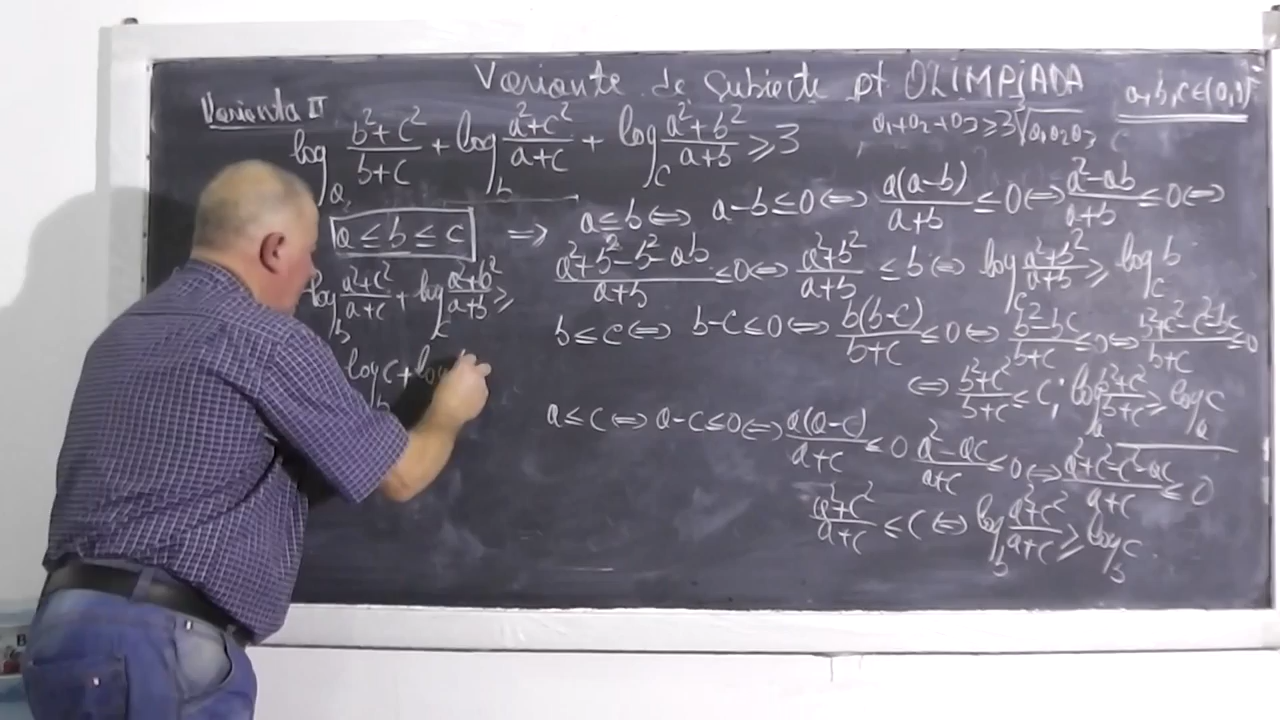 Variante de subiecte pt OLIMPIADA
a,b,c∈(0,1)
Varianta II
a₁+a₂+a₃≥3∛a₁a₂a₃
log_a (b²+c²)/(b+c) + log_b (a²+c²)/(a+c) + log_c (a²+b²)/(a+b) ≥ 3
a≤b≤c ⇒ a≤b ⇔ a-b≤0 ⇔ a(a-b)/(a+b) ≤0 ⇔ (a²-ab)/(a+b) ≤0 ⇔
(a²+b²-b²-ab)/(a+b) ≤0 ⇔ (a²+b²)/(a+b) ≤b ⇔ log_c (a²+b²)/(a+b) ≥ log_c b
log_b (a²+c²)/(a+c) + log_c (a²+b²)/(a+b) ≥
log_b c + log
b≤c ⇔ b-c≤0 ⇔ b(b-c)/(b+c) ≤0 ⇔ (b²-bc)/(b+c) ≤0 ⇔ (b²+c²-c²-bc)/(b+c) ≤0
⇔ (b²+c²)/(b+c) ≤c; log_a (b²+c²)/(b+c) ≥ log_a c
a≤c ⇔ a-c≤0 ⇔ a(a-c)/(a+c) ≤0 (a²-ac)/(a+c) ≤0 ⇔ (a²+c²-c²-ac)/(a+c) ≤0
(a²+c²)/(a+c) ≤c ⇔ log_b (a²+c²)/(a+c) ≥ log_b c